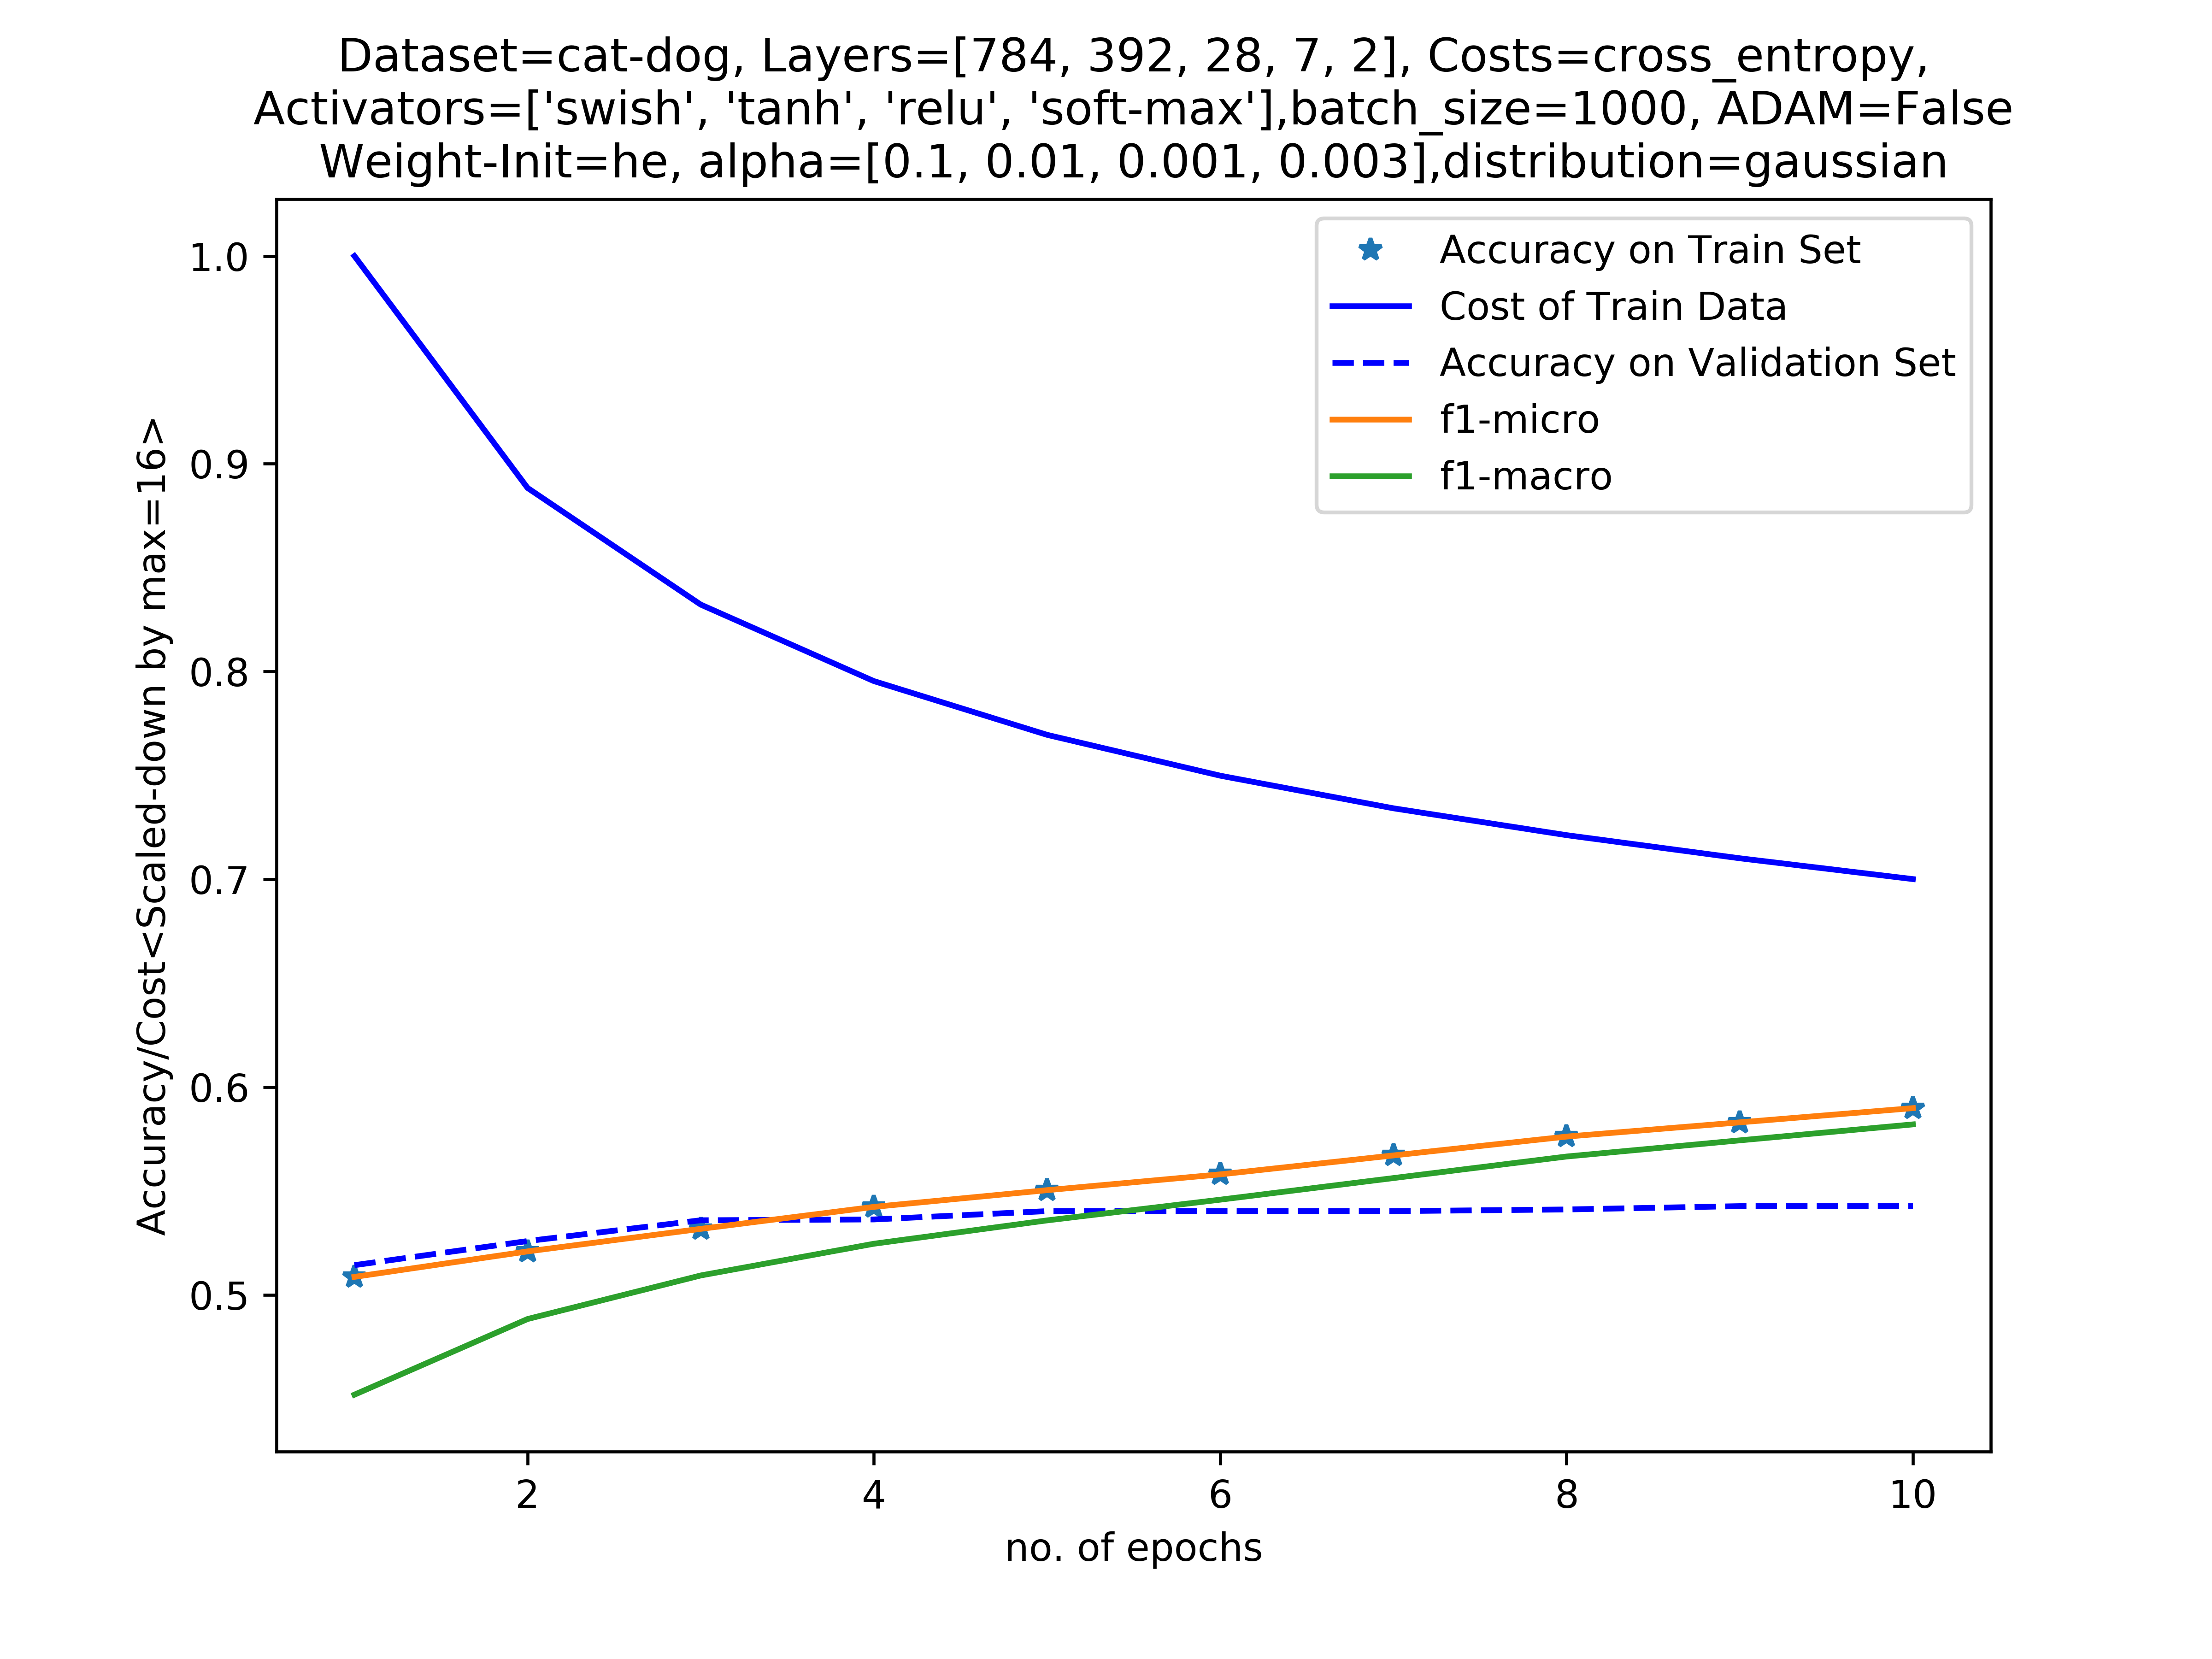 Dataset=cat-dog, Layers=[784, 392, 28, 7, 2], Costs=cross_entropy,
Activators=['swish', 'tanh', 'relu', 'soft-max'],batch_size=1000, ADAM=False
Weight-Init=he, alpha=[0.1, 0.01, 0.001, 0.003],distribution=gaussian
Accuracy on Train Set
Cost of Train Data
Accuracy on Validation Set
f1-micro
f1-macro
Accuracy/Cost<Scaled-down by max=16>
1.0
0.9
0.8
0.7
0.6
0.5
2 4 6 8 10
no. of epochs